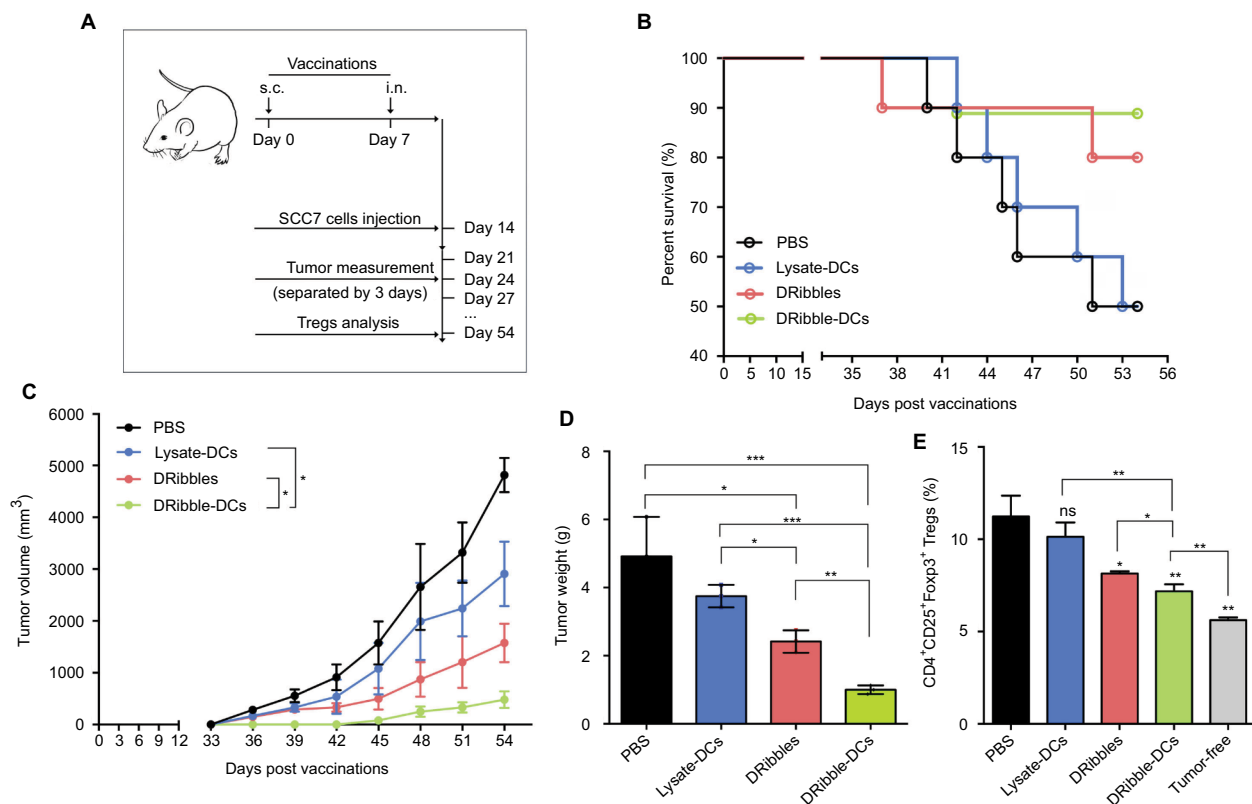 A
Vaccinations
s.c.
i.n.
Day 0
Day 7
SCC7 cells injection
Day 14
Day 21
Tumor measurement
Day 24
(separated by 3 days)
Day 27
...
Tregs analysis
Day 54
B
Percent survival (%)
100
90
80
70
60
50
40
PBS
Lysate-DCs
DRibbles
DRibble-DCs
0 5 10 15 35 38 41 44 47 50 53 56
Days post vaccinations
C
Tumor volume (mm³)
6000
5000
4000
3000
2000
1000
0
PBS
Lysate-DCs
DRibbles
DRibble-DCs
*
*
0 3 6 9 12 33 36 39 42 45 48 51 54
Days post vaccinations
D
Tumor weight (g)
8
6
4
2
0
***
*
***
*
**
PBS
Lysate-DCs
DRibbles
DRibble-DCs
E
CD4⁺CD25⁺Foxp3⁺ Tregs (%)
15
10
5
0
**
ns
*
**
*
**
**
PBS
Lysate-DCs
DRibbles
DRibble-DCs
Tumor-free